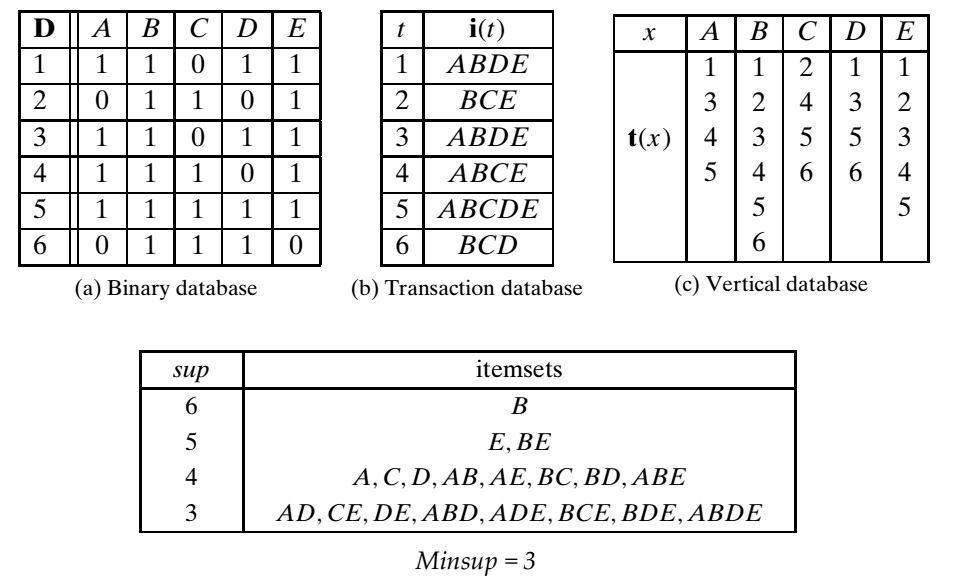 D A B C D E
1 1 1 0 1 1
2 0 1 1 0 1
3 1 1 0 1 1
4 1 1 1 0 1
5 1 1 1 1 1
6 0 1 1 1 0
(a) Binary database
t i(t)
1 ABDE
2 BCE
3 ABDE
4 ABCE
5 ABCDE
6 BCD
(b) Transaction database
x A B C D E
1 1 2 1 1
3 2 4 3 2
t(x) 4 3 5 5 3
5 4 6 6 4
5 5
6
(c) Vertical database
sup itemsets
6 B
5 E, BE
4 A, C, D, AB, AE, BC, BD, ABE
3 AD, CE, DE, ABD, ADE, BCE, BDE, ABDE
Minsup = 3